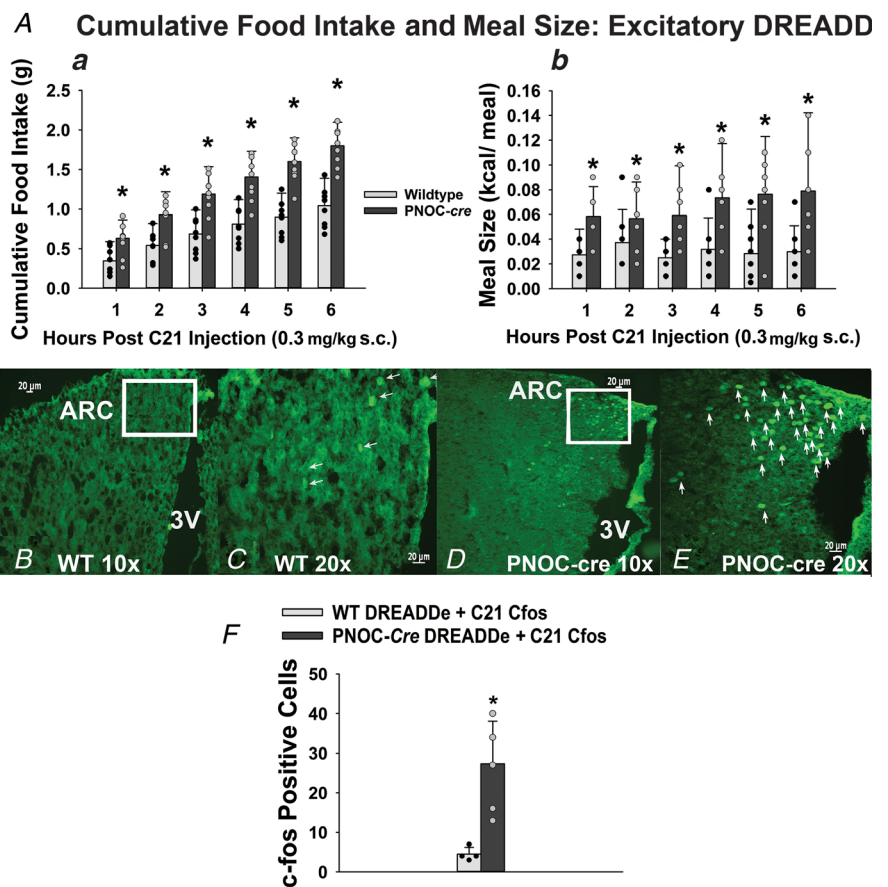 A Cumulative Food Intake and Meal Size: Excitatory DREADD
a
Cumulative Food Intake (g)
2.5
2.0
1.5
1.0
0.5
0.0
* * * * * *
1 2 3 4 5 6
Hours Post C21 Injection (0.3 mg/kg s.c.)
Wildtype
PNOC-cre
b
Meal Size (kcal/ meal)
0.16
0.14
0.12
0.10
0.08
0.06
0.04
0.02
0.00
* * * * * *
1 2 3 4 5 6
Hours Post C21 Injection (0.3 mg/kg s.c.)
20 µm
ARC
3V
B WT 10x
C WT 20x
20 µm
ARC
20 µm
3V
D PNOC-cre 10x
E PNOC-cre 20x
20 µm
F
WT DREADDe + C21 Cfos
PNOC-Cre DREADDe + C21 Cfos
c-fos Positive Cells
50
40
30
20
10
0
*